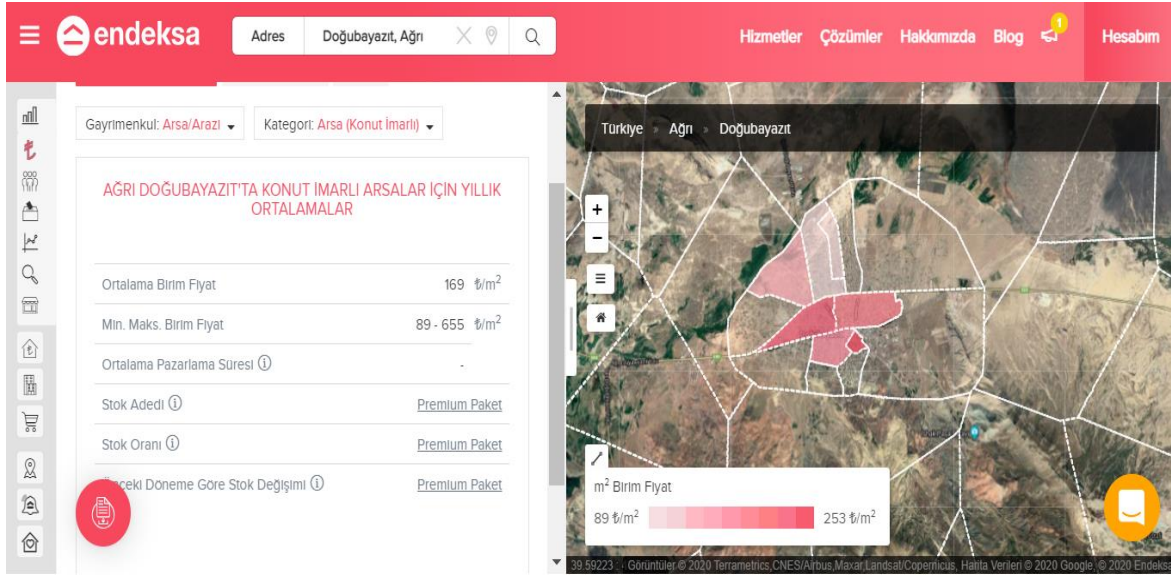 endeksa
Adres
Doğubayazıt, Ağrı
Hizmetler Çözümler Hakkımızda Blog 1 Hesabım
Gayrimenkul: Arsa/Arazi
Kategori: Arsa (Konut İmarlı)
AĞRI DOĞUBAYAZIT'TA KONUT İMARLI ARSALAR İÇİN YILLIK
ORTALAMALAR
Ortalama Birim Fiyat 169 ₺/m²
Min. Maks. Birim Fiyat 89 - 655 ₺/m²
Ortalama Pazarlama Süresi -
Stok Adedi Premium Paket
Stok Oranı Premium Paket
Döneme Göre Stok Değişimi Premium Paket
Türkiye » Ağrı » Doğubayazıt
+
−
m² Birim Fiyat
89 ₺/m² 253 ₺/m²
39.59223 : Görüntüler © 2020 Terrametrics,CNES/Airbus,Maxar,Landsat/Copernicus, Harita Verileri © 2020 Google, © 2020 Endeks